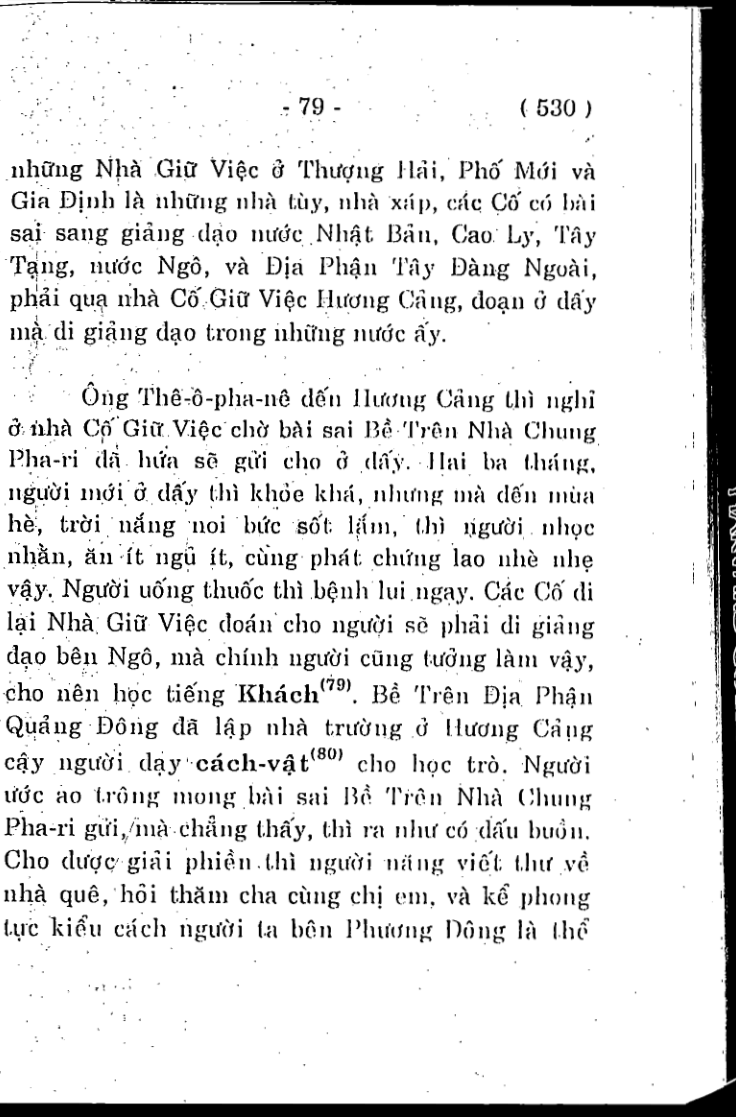 - 79 - ( 530 )
những Nhà Giữ Việc ở Thượng Hải, Phố Mới và
Gia Định là những nhà tùy, nhà xáp, các Cố có bài
sai sang giảng đạo nước Nhật Bản, Cao Ly, Tây
Tạng, nước Ngô, và Địa Phận Tây Đàng Ngoài,
phải qua nhà Cố Giữ Việc Hương Cảng, đoạn ở đấy
mà đi giảng đạo trong những nước ấy.
Ông Thê-ô-pha-nê đến Hương Cảng thì nghỉ
ở nhà Cố Giữ Việc chờ bài sai Bề Trên Nhà Chung
Pha-ri đã hứa sẽ gửi cho ở đấy. Hai ba tháng,
người mới ở đấy thì khỏe khá, nhưng mà đến mùa
hè, trời nắng noi bức sốt lắm, thì người nhọc
nhằn, ăn ít ngủ ít, cùng phát chứng lao nhè nhẹ
vậy. Người uống thuốc thì bệnh lui ngay. Các Cố đi
lại Nhà Giữ Việc đoán cho người sẽ phải đi giảng
đạo bên Ngô, mà chính người cũng tưởng làm vậy,
cho nên học tiếng Khách(79). Bề Trên Địa Phận
Quảng Đông đã lập nhà trường ở Hương Cảng
cậy người dạy cách-vật(80) cho học trò. Người
ước ao trông mong bài sai Bề Trên Nhà Chung
Pha-ri gửi, mà chẳng thấy, thì ra như có dấu buồn.
Cho được giải phiền thì người năng viết thư về
nhà quê, hỏi thăm cha cùng chị em, và kể phong
tục kiểu cách người ta bên Phương Đông là thể